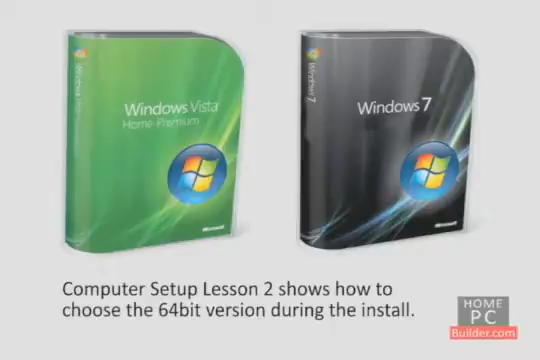 Windows Vista
Home Premium
Microsoft
Windows 7
Windows 7
Microsoft
Computer Setup Lesson 2 shows how to
choose the 64bit version during the install.
HOME
PC
Builder.com